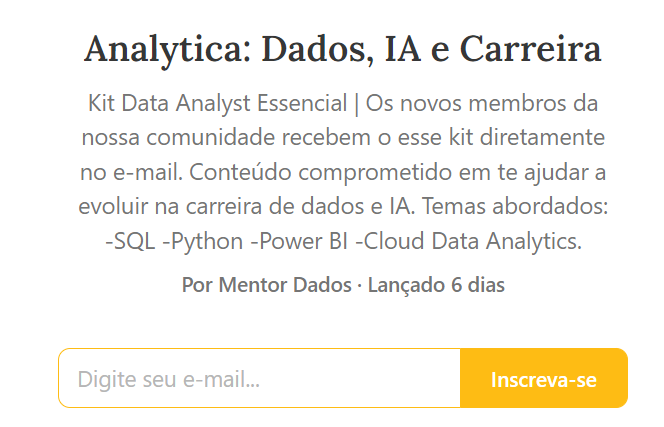 Analytica: Dados, IA e Carreira
Kit Data Analyst Essencial | Os novos membros da
nossa comunidade recebem o esse kit diretamente
no e-mail. Conteúdo comprometido em te ajudar a
evoluir na carreira de dados e IA. Temas abordados:
-SQL -Python -Power BI -Cloud Data Analytics.
Por Mentor Dados · Lançado 6 dias
Digite seu e-mail... Inscreva-se